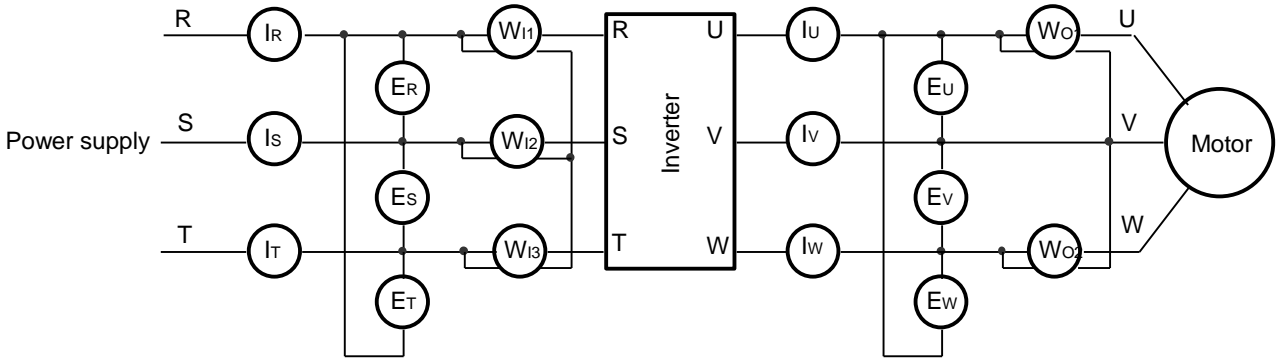 R IR WI1 R U IU WO1 U
ER EU
Power supply S IS WI2 S Inverter V IV V Motor
ES EV
T IT WI3 T W IW WO2 W
ET EW